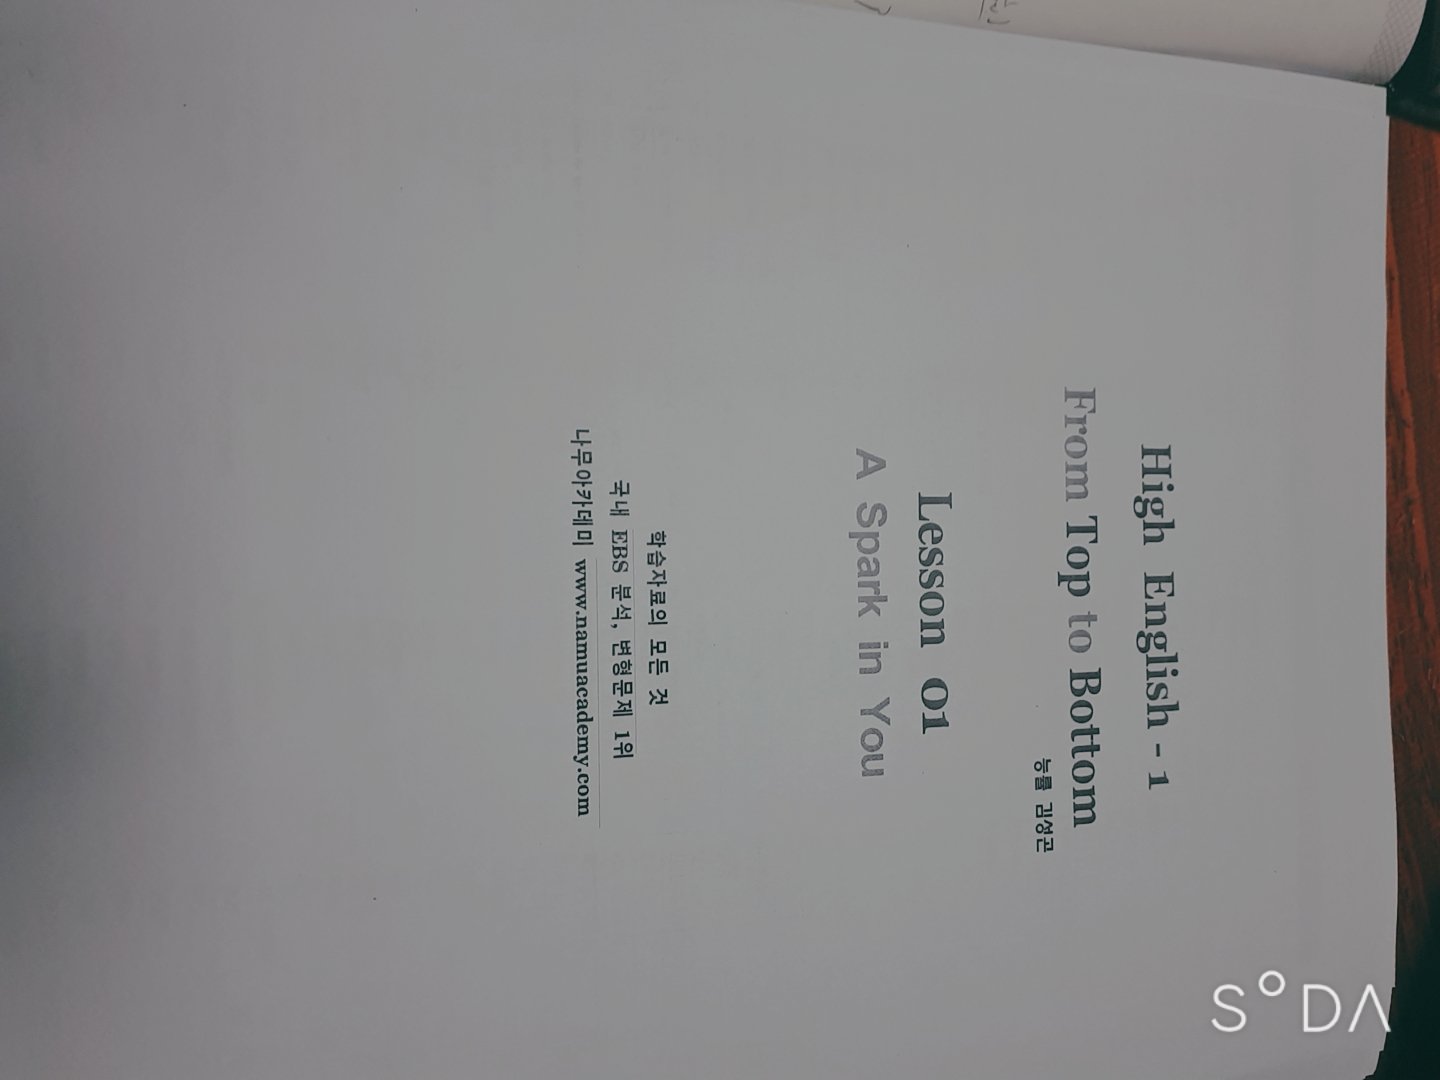 High English - 1
From Top to Bottom
능률 김성곤
Lesson 01
A Spark in You
학습자료의 모든 것
국내 EBS 분석, 변형문제 1위
나무아카데미 www.namuacademy.com
SODA